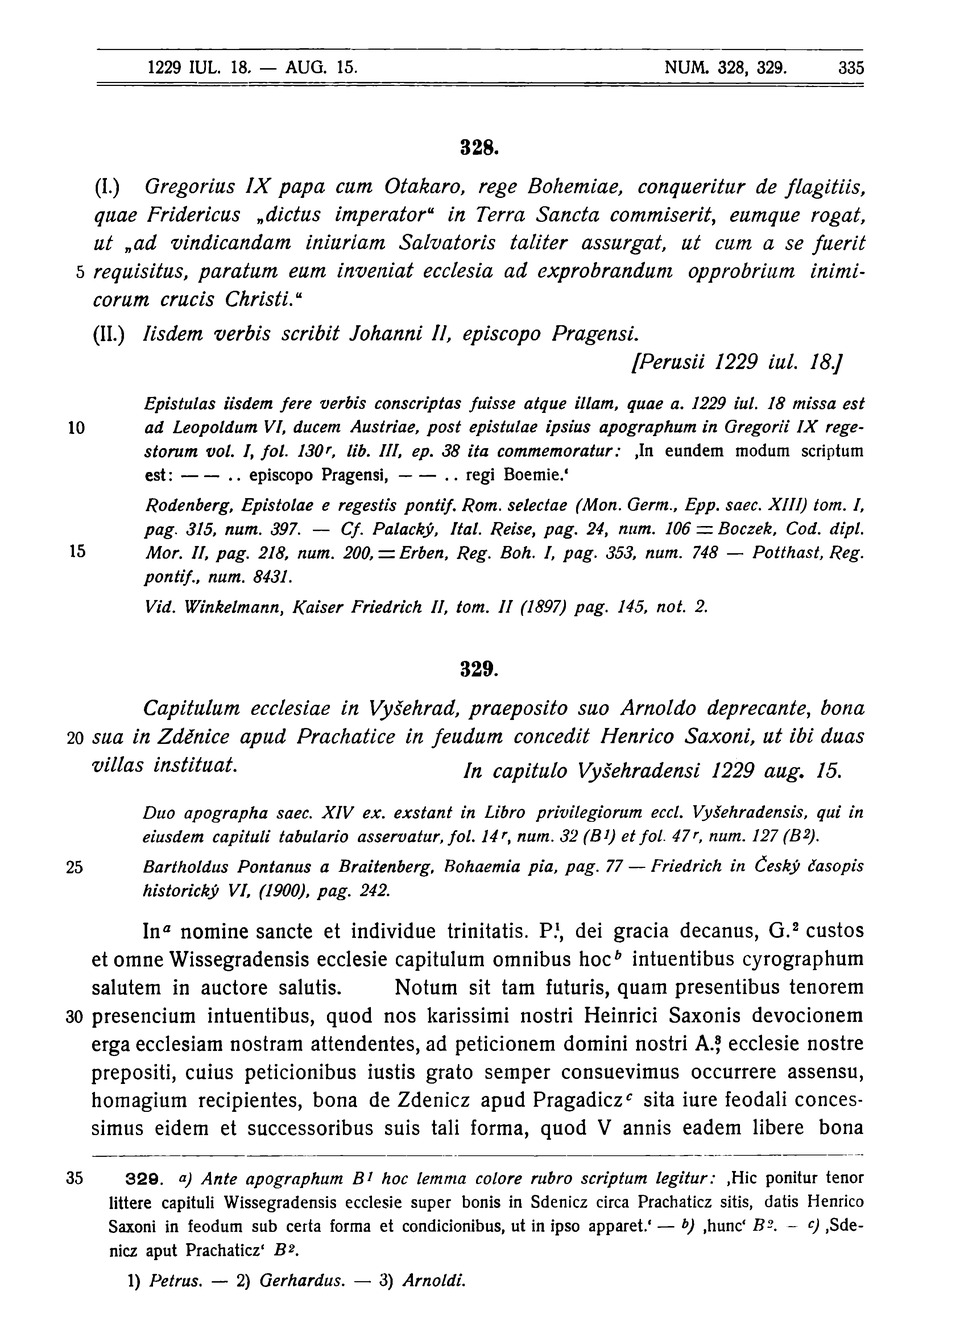 1229 IUL. 18. — AUG. 15. NUM. 328, 329. 335
328.
(I.) Gregorius IX papa cum Otakaro, rege Bohemiae, conqueritur de flagitiis,
quae Fridericus „dictus imperator“ in Terra Sancta commiserit, eumque rogat,
ut „ad vindicandam iniuriam Salvatoris taliter assurgat, ut cum a se fuerit
5 requisitus, paratum eum inveniat ecclesia ad exprobrandum opprobrium inimi-
corum crucis Christi.“
(II.) Iisdem verbis scribit Johanni II, episcopo Pragensi.
[Perusii 1229 iul. 18.]
Epistulas iisdem fere verbis conscriptas fuisse atque illam, quae a. 1229 iul. 18 missa est
10 ad Leopoldum VI, ducem Austriae, post epistulae ipsius apographum in Gregorii IX rege-
storum vol. I, fol. 130ʳ, lib. III, ep. 38 ita commemoratur: ‚In eundem modum scriptum
est: — — .. episcopo Pragensi, — — .. regi Boemie.‘
Rodenberg, Epistolae e regestis pontif. Rom. selectae (Mon. Germ., Epp. saec. XIII) tom. I,
pag. 315, num. 397. — Cf. Palacký, Ital. Reise, pag. 24, num. 106 = Boczek, Cod. dipl.
15 Mor. II, pag. 218, num. 200, = Erben, Reg. Boh. I, pag. 353, num. 748 — Potthast, Reg.
pontif., num. 8431.
Vid. Winkelmann, Kaiser Friedrich II, tom. II (1897) pag. 145, not. 2.
329.
Capitulum ecclesiae in Vyšehrad, praeposito suo Arnoldo deprecante, bona
20 sua in Zděnice apud Prachatice in feudum concedit Henrico Saxoni, ut ibi duas
villas instituat. In capitulo Vyšehradensi 1229 aug. 15.
Duo apographa saec. XIV ex. exstant in Libro privilegiorum eccl. Vyšehradensis, qui in
eiusdem capituli tabulario asservatur, fol. 14ʳ, num. 32 (B¹) et fol. 47ʳ, num. 127 (B²).
25 Bartholdus Pontanus a Braitenberg, Bohaemia pia, pag. 77 — Friedrich in Český časopis
historický VI, (1900), pag. 242.
Inᵃ nomine sancte et individue trinitatis. P.¹, dei gracia decanus, G.² custos
et omne Wissegradensis ecclesie capitulum omnibus hocᵇ intuentibus cyrographum
salutem in auctore salutis. Notum sit tam futuris, quam presentibus tenorem
30 presencium intuentibus, quod nos karissimi nostri Heinrici Saxonis devocionem
erga ecclesiam nostram attendentes, ad peticionem domini nostri A.³, ecclesie nostre
prepositi, cuius peticionibus iustis grato semper consuevimus occurrere assensu,
homagium recipientes, bona de Zdenicz apud Pragadiczᶜ sita iure feodali conces-
simus eidem et successoribus suis tali forma, quod V annis eadem libere bona
35 329. a) Ante apographum B¹ hoc lemma colore rubro scriptum legitur: ‚Hic ponitur tenor
littere capituli Wissegradensis ecclesie super bonis in Sdenicz circa Prachaticz sitis, datis Henrico
Saxoni in feodum sub certa forma et condicionibus, ut in ipso apparet.‘ — b) ‚hunc‘ B². – c) ‚Sde-
nicz aput Prachaticz‘ B².
1) Petrus. — 2) Gerhardus. — 3) Arnoldi.